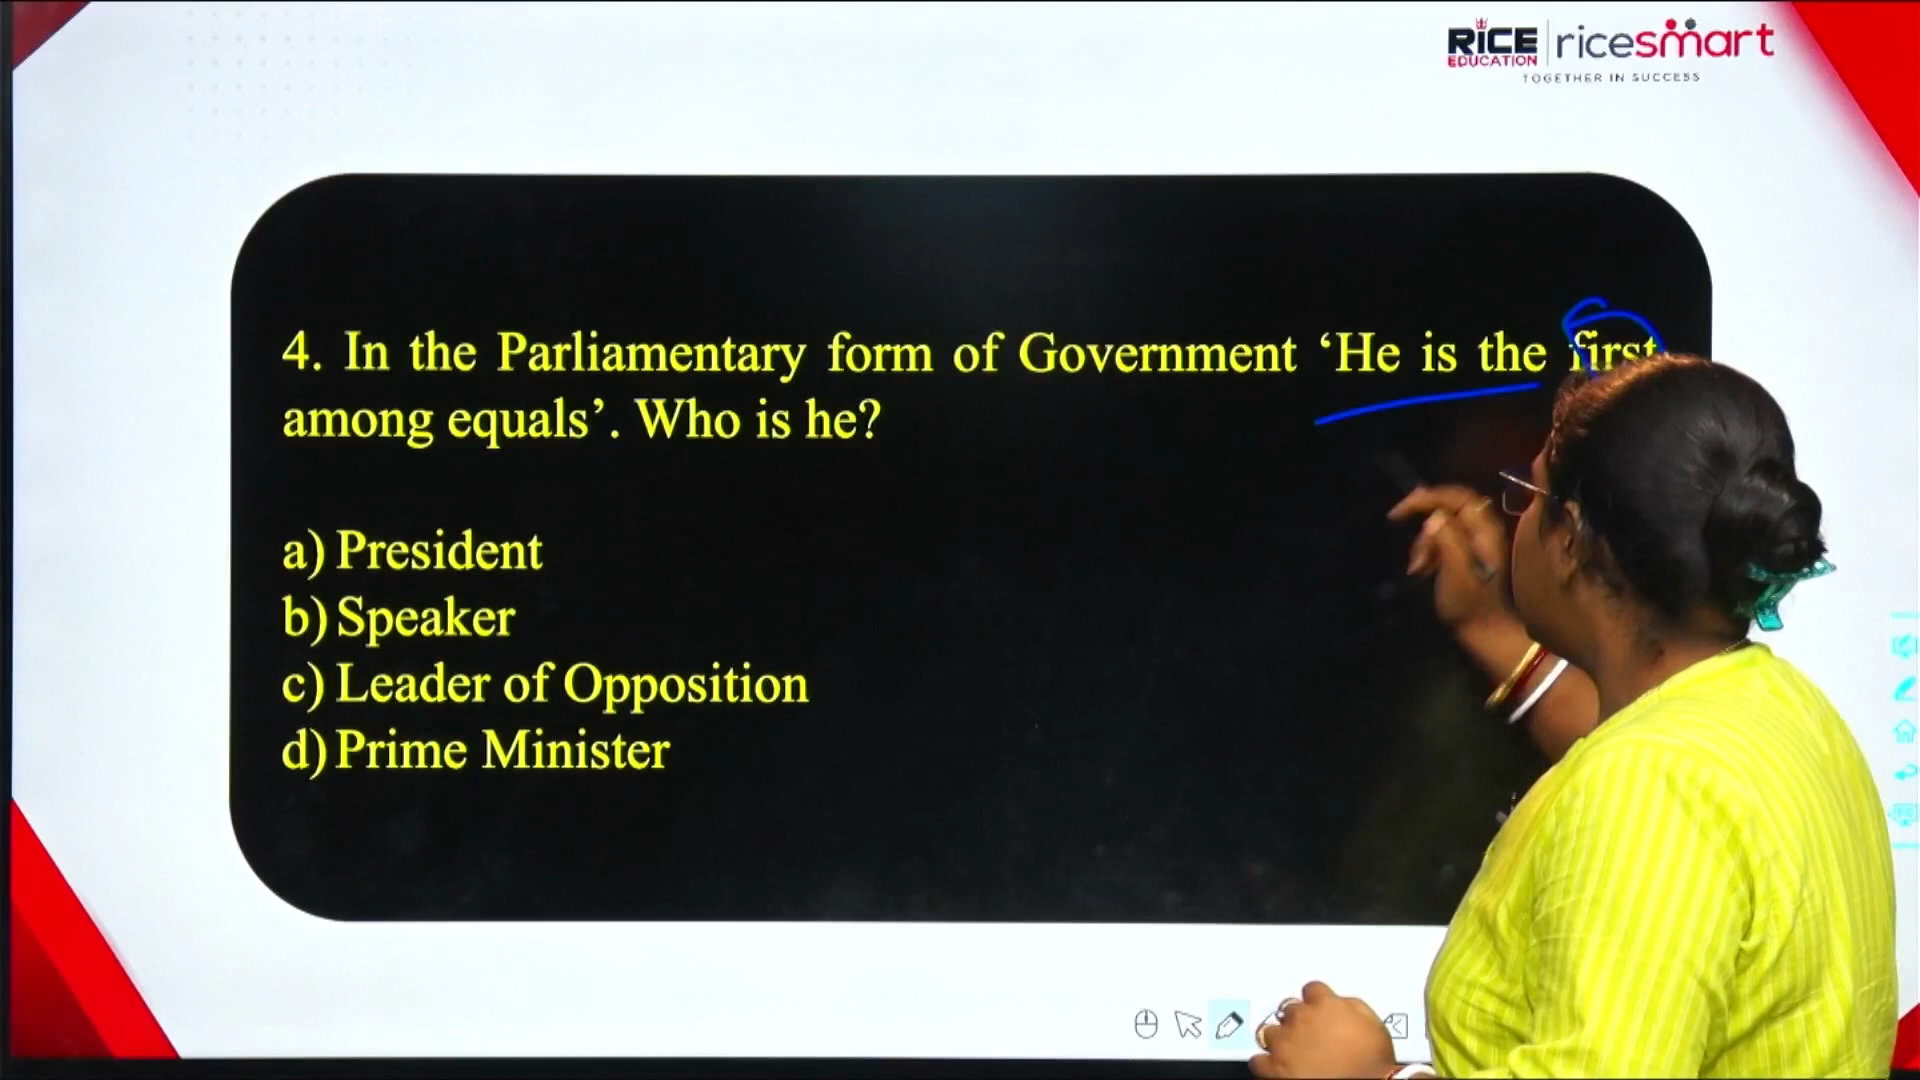 RICE
EDUCATION
ricesmart
TOGETHER IN SUCCESS
4. In the Parliamentary form of Government ‘He is the first
among equals’. Who is he?
a) President
b) Speaker
c) Leader of Opposition
d) Prime Minister